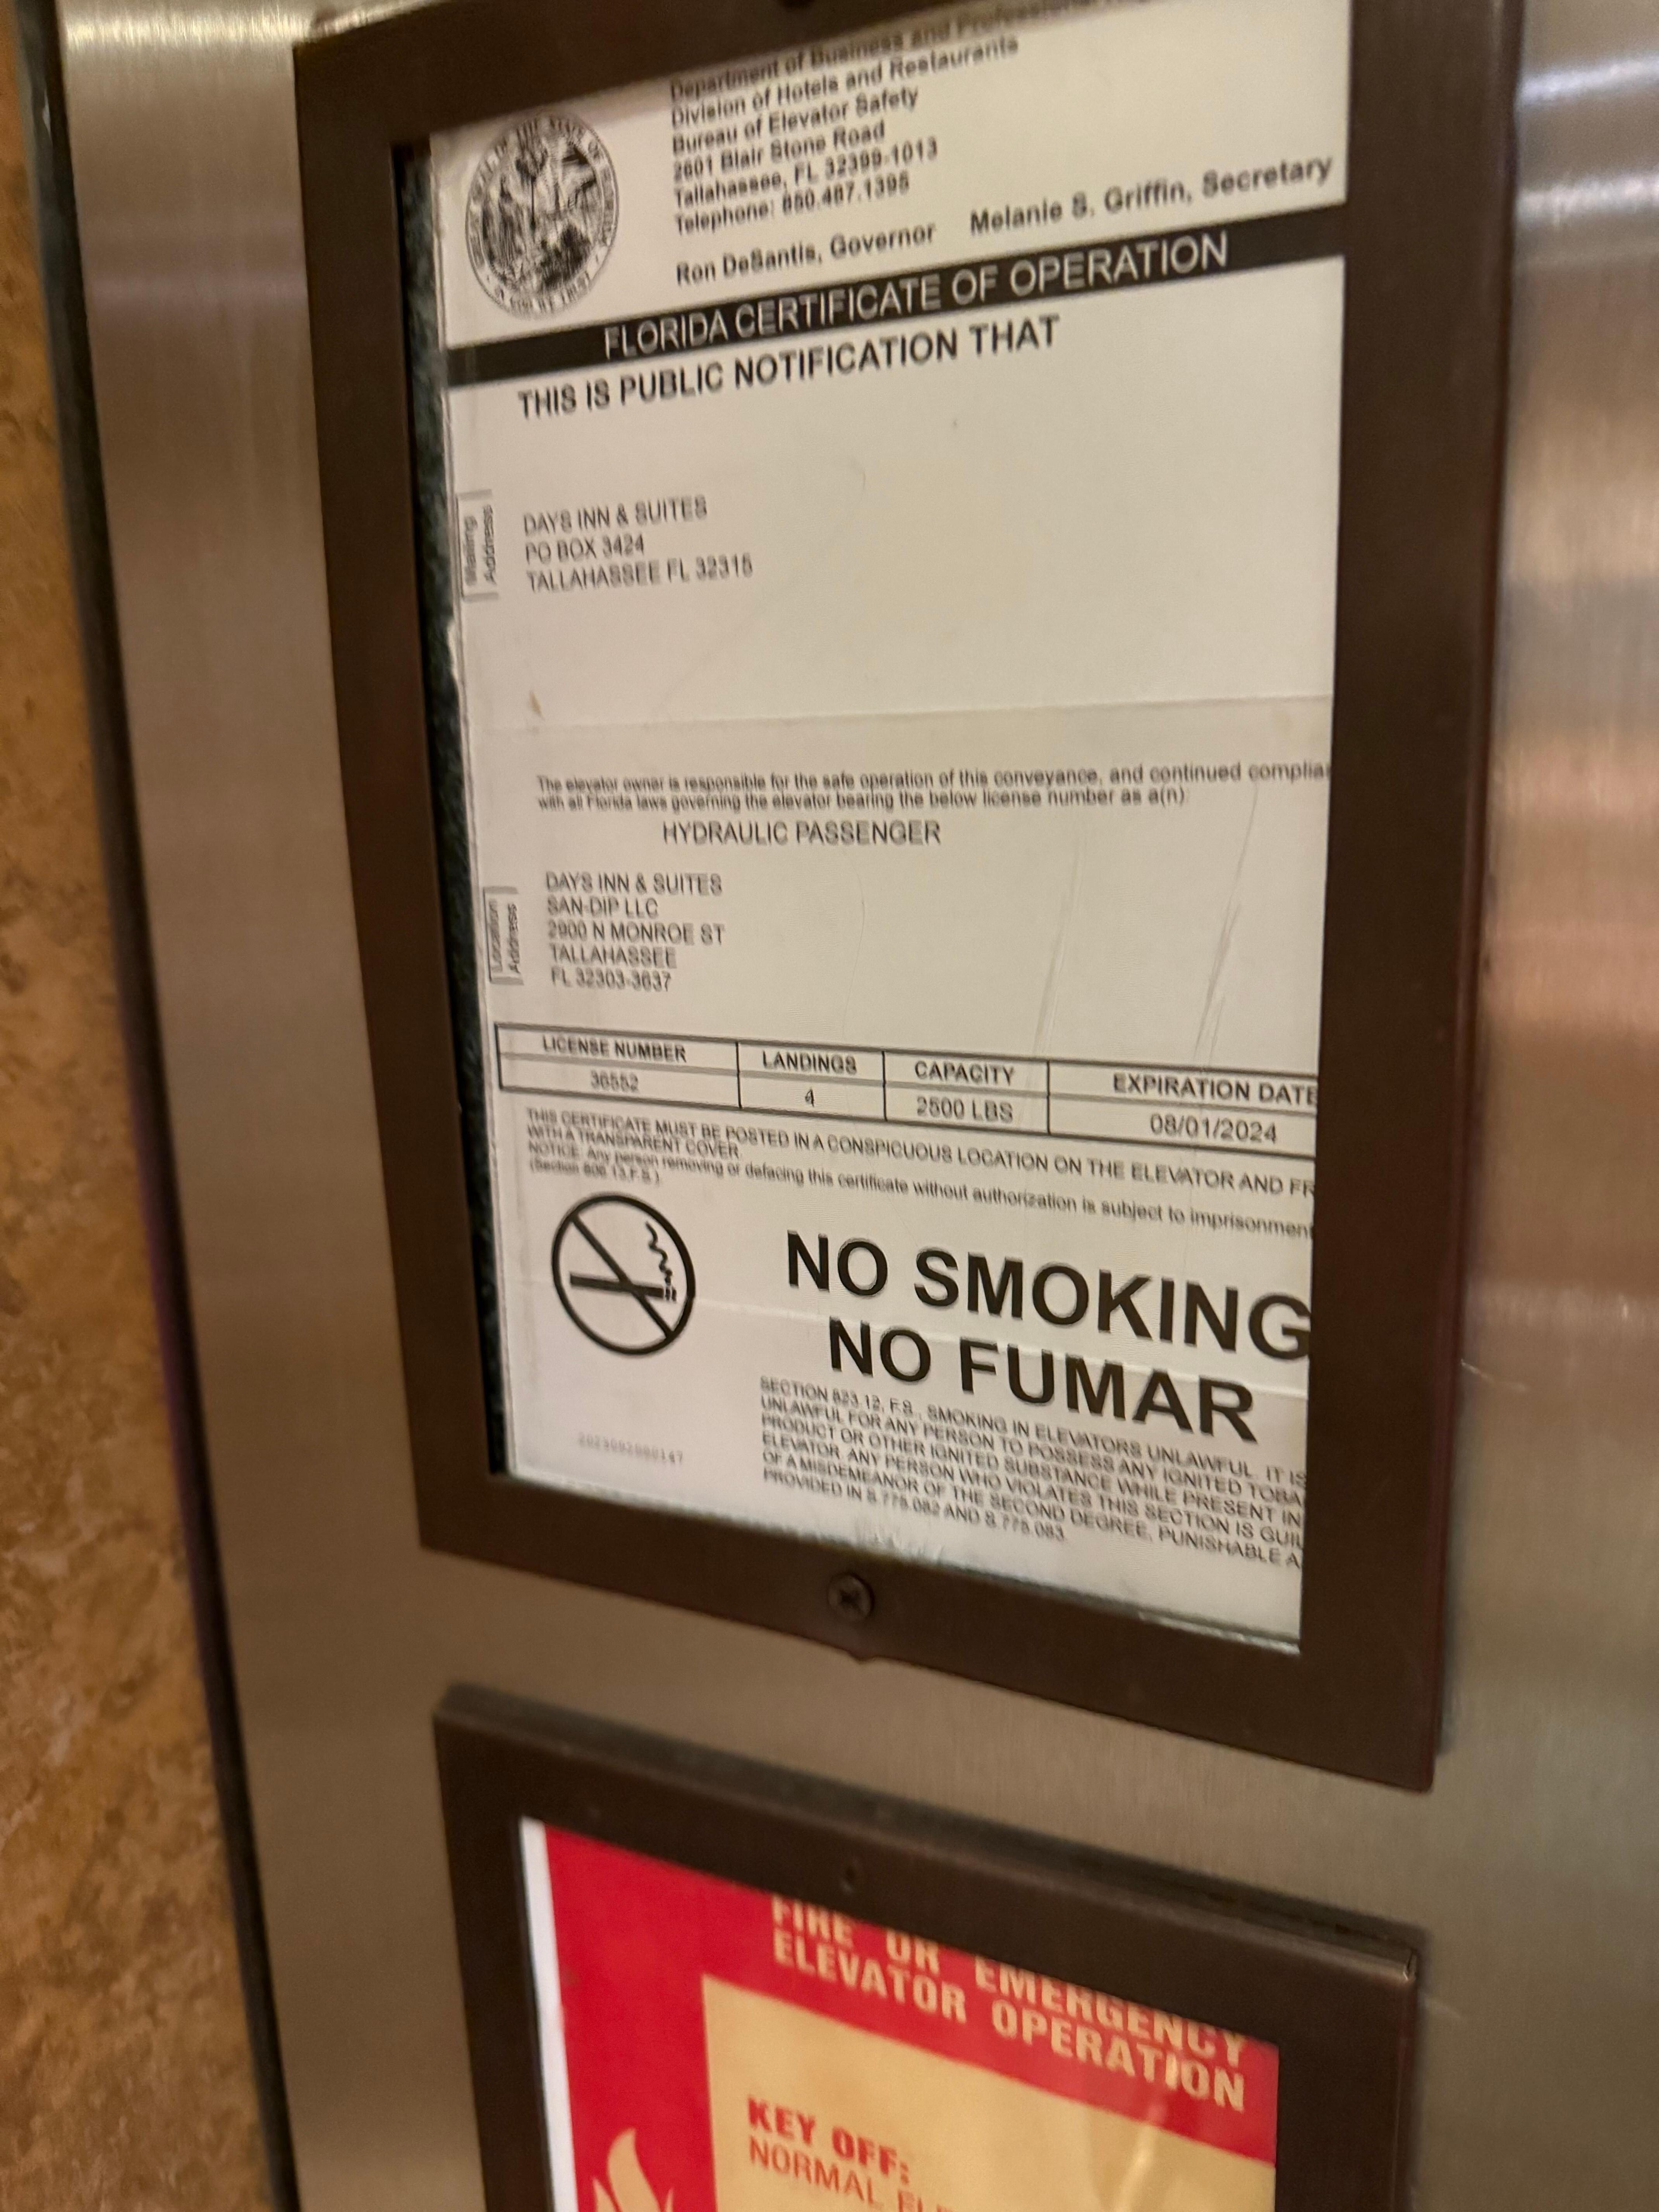 Department of Business and Professional
Division of Hotels and Restaurants
Bureau of Elevator Safety
2601 Blair Stone Road
Tallahassee, FL 32399-1013
Telephone: 850.487.1395
Ron DeSantis, Governor Melanie S. Griffin, Secretary
FLORIDA CERTIFICATE OF OPERATION
THIS IS PUBLIC NOTIFICATION THAT
Mailing
Address
DAYS INN & SUITES
PO BOX 3424
TALLAHASSEE FL 32315
The elevator owner is responsible for the safe operation of this conveyance, and continued complia
with all Florida laws governing the elevator bearing the below license number as a(n):
HYDRAULIC PASSENGER
Location
Address
DAYS INN & SUITES
SAN-DIP LLC
2900 N MONROE ST
TALLAHASSEE
FL 32303-3637
LICENSE NUMBER LANDINGS CAPACITY EXPIRATION DATE
36552 4 2500 LBS 08/01/2024
THIS CERTIFICATE MUST BE POSTED IN A CONSPICUOUS LOCATION ON THE ELEVATOR AND FR
WITH A TRANSPARENT COVER.
NOTICE: Any person removing or defacing this certificate without authorization is subject to imprisonment
(Section 806.13,F.S.)
NO SMOKING
NO FUMAR
SECTION 823.12, F.S., SMOKING IN ELEVATORS UNLAWFUL. IT IS
UNLAWFUL FOR ANY PERSON TO POSSESS ANY IGNITED TOBA
PRODUCT OR OTHER IGNITED SUBSTANCE WHILE PRESENT IN
ELEVATOR. ANY PERSON WHO VIOLATES THIS SECTION IS GUIL
OF A MISDEMEANOR OF THE SECOND DEGREE, PUNISHABLE A
PROVIDED IN S.775.082 AND S.775.083.
FIRE OR EMERGENCY
ELEVATOR OPERATION
KEY OFF:
NORMAL